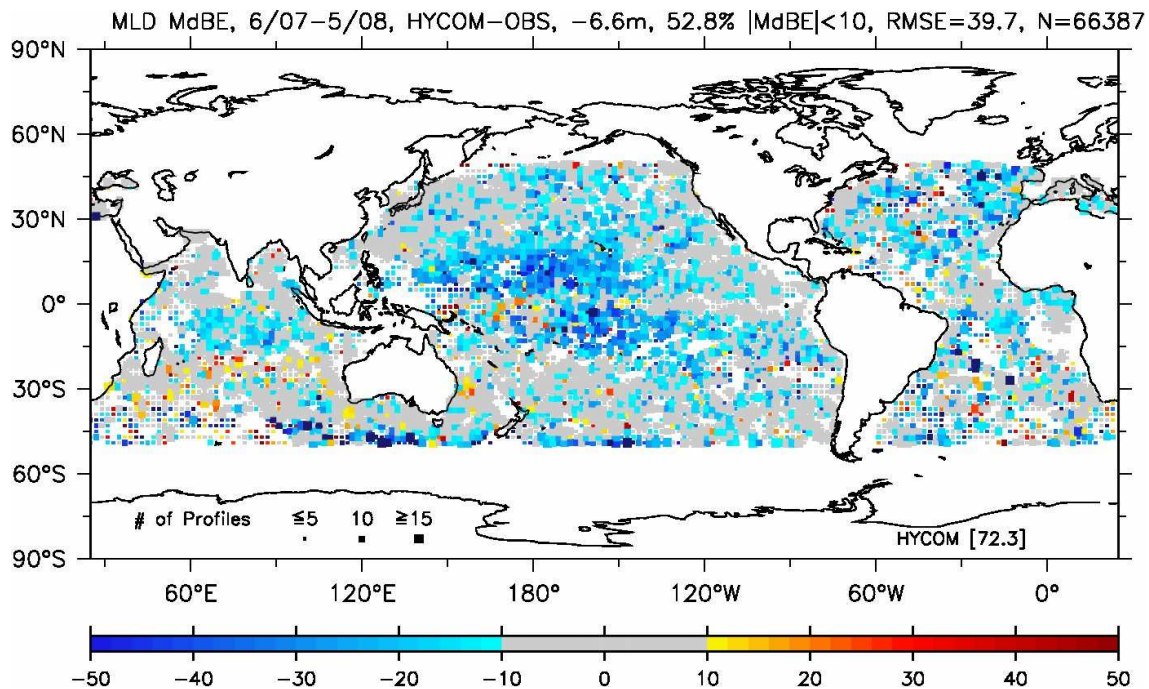 MLD MdBE, 6/07−5/08, HYCOM−OBS, −6.6m, 52.8% |MdBE|<10, RMSE=39.7, N=66387
90°N
60°N
30°N
0°
30°S
60°S
90°S
# of Profiles ≦5 10 ≧15
HYCOM [72.3]
60°E 120°E 180° 120°W 60°W 0°
−50 −40 −30 −20 −10 0 10 20 30 40 50